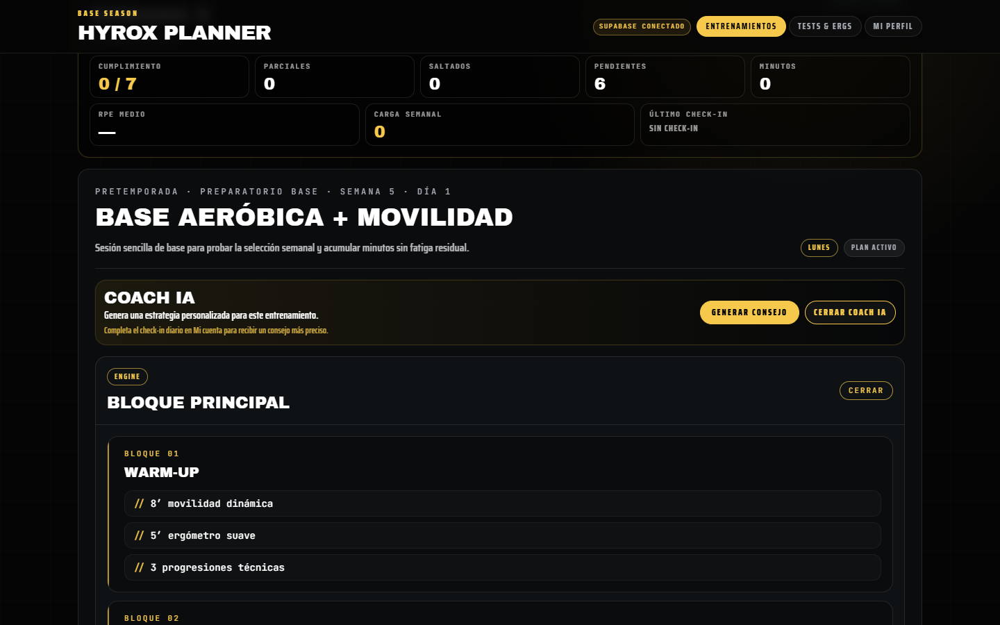 BASE SEASON
HYROX PLANNER
SUPABASE CONECTADO
ENTRENAMIENTOS
TESTS & ERGS
MI PERFIL
CUMPLIMIENTO
0 / 7
PARCIALES
0
SALTADOS
0
PENDIENTES
6
MINUTOS
0
RPE MEDIO
—
CARGA SEMANAL
0
ÚLTIMO CHECK-IN
SIN CHECK-IN
PRETEMPORADA · PREPARATORIO BASE · SEMANA 5 · DÍA 1
BASE AERÓBICA + MOVILIDAD
Sesión sencilla de base para probar la selección semanal y acumular minutos sin fatiga residual.
LUNES
PLAN ACTIVO
COACH IA
Genera una estrategia personalizada para este entrenamiento.
Completa el check-in diario en Mi cuenta para recibir un consejo más preciso.
GENERAR CONSEJO
CERRAR COACH IA
ENGINE
BLOQUE PRINCIPAL
CERRAR
BLOQUE 01
WARM-UP
// 8’ movilidad dinámica
// 5’ ergómetro suave
// 3 progresiones técnicas
BLOQUE 02